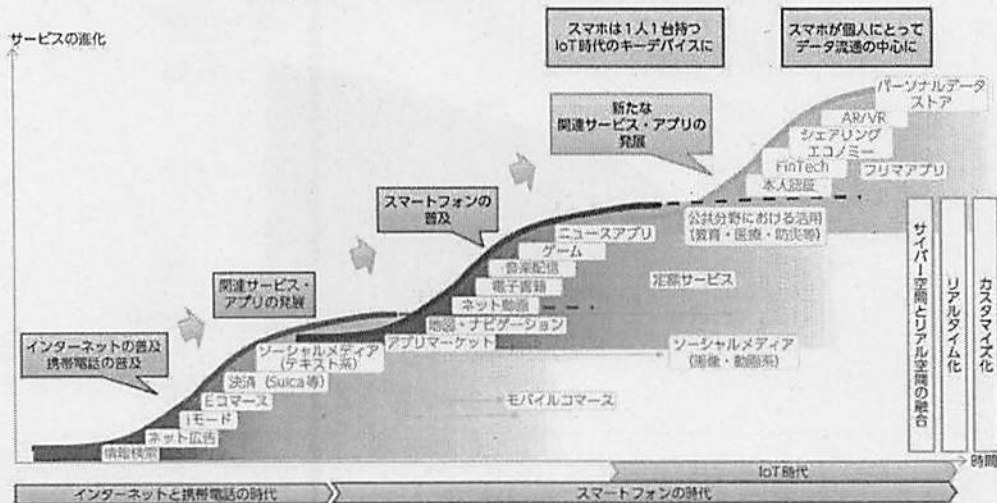 サービスの進化
スマホは1人1台持つ
IoT時代のキーデバイスに
スマホが個人にとって
データ流通の中心に
新たな
関連サービス・アプリの
発展
パーソナルデータ
ストア
AR/VR
シェアリング
エコノミー
FinTech
フリマアプリ
本人認証
スマートフォンの
普及
公共分野における活用
(教育・医療・防災等)
ニュースアプリ
ゲーム
音楽配信
電子書籍
ネット動画
地図・ナビゲーション
アプリマーケット
定額サービス
関連サービス・
アプリの発展
ソーシャルメディア
(画像・動画系)
インターネットの普及
携帯電話の普及
ソーシャルメディア
(テキスト系)
決済(Suica等)
Eコマース
iモード
ネット広告
情報検索
モバイルコマース
サイバー空間とリアル空間の融合
リアルタイム化
カスタマイズ化
時間
IoT時代
インターネットと携帯電話の時代
スマートフォンの時代